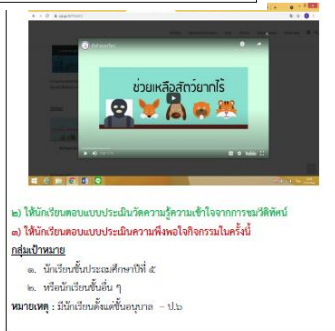 ช่วยเหลือสัตว์ยากไร้
๒) ให้นักเรียนตอบแบบประเมินวัดความรู้ความเข้าใจจากการชมวีดิทัศน์
๓) ให้นักเรียนตอบแบบประเมินความพึงพอใจกิจกรรมในครั้งนี้
กลุ่มเป้าหมาย
๑. นักเรียนชั้นประถมศึกษาปีที่ ๕
๒. หรือนักเรียนชั้นอื่น ๆ
หมายเหตุ : มีนักเรียนตั้งแต่ชั้นอนุบาล - ป.๖